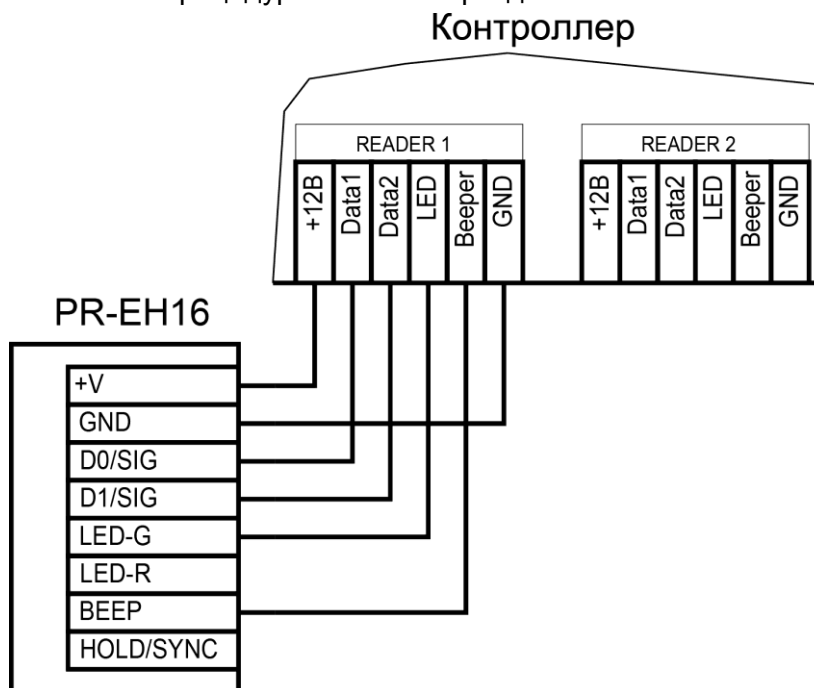 Контроллер
READER 1
READER 2
+12В
Data1
Data2
LED
Beeper
GND
+12В
Data1
Data2
LED
Beeper
GND
PR-EH16
+V
GND
D0/SIG
D1/SIG
LED-G
LED-R
BEEP
HOLD/SYNC